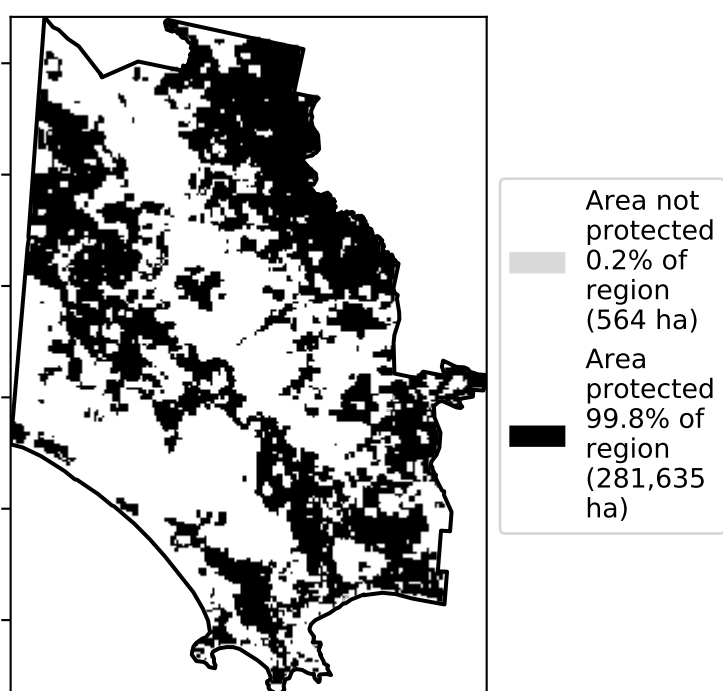 Area not
protected
0.2% of
region
(564 ha)
Area
protected
99.8% of
region
(281,635
ha)